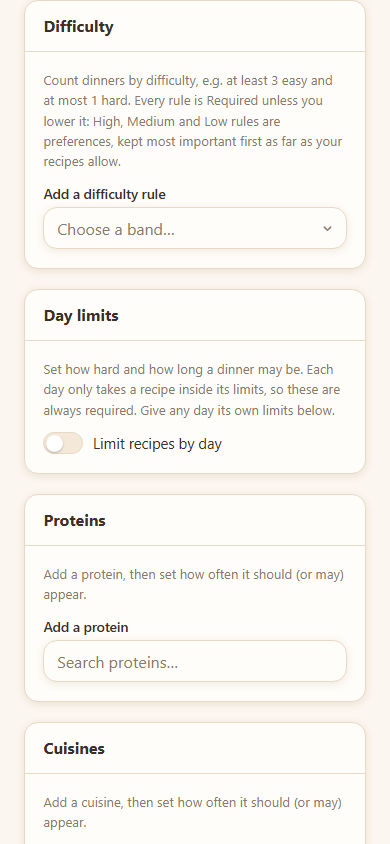 Difficulty
Count dinners by difficulty, e.g. at least 3 easy and
at most 1 hard. Every rule is Required unless you
lower it: High, Medium and Low rules are
preferences, kept most important first as far as your
recipes allow.
Add a difficulty rule
Choose a band...
Day limits
Set how hard and how long a dinner may be. Each
day only takes a recipe inside its limits, so these are
always required. Give any day its own limits below.
Limit recipes by day
Proteins
Add a protein, then set how often it should (or may)
appear.
Add a protein
Search proteins...
Cuisines
Add a cuisine, then set how often it should (or may)
appear.